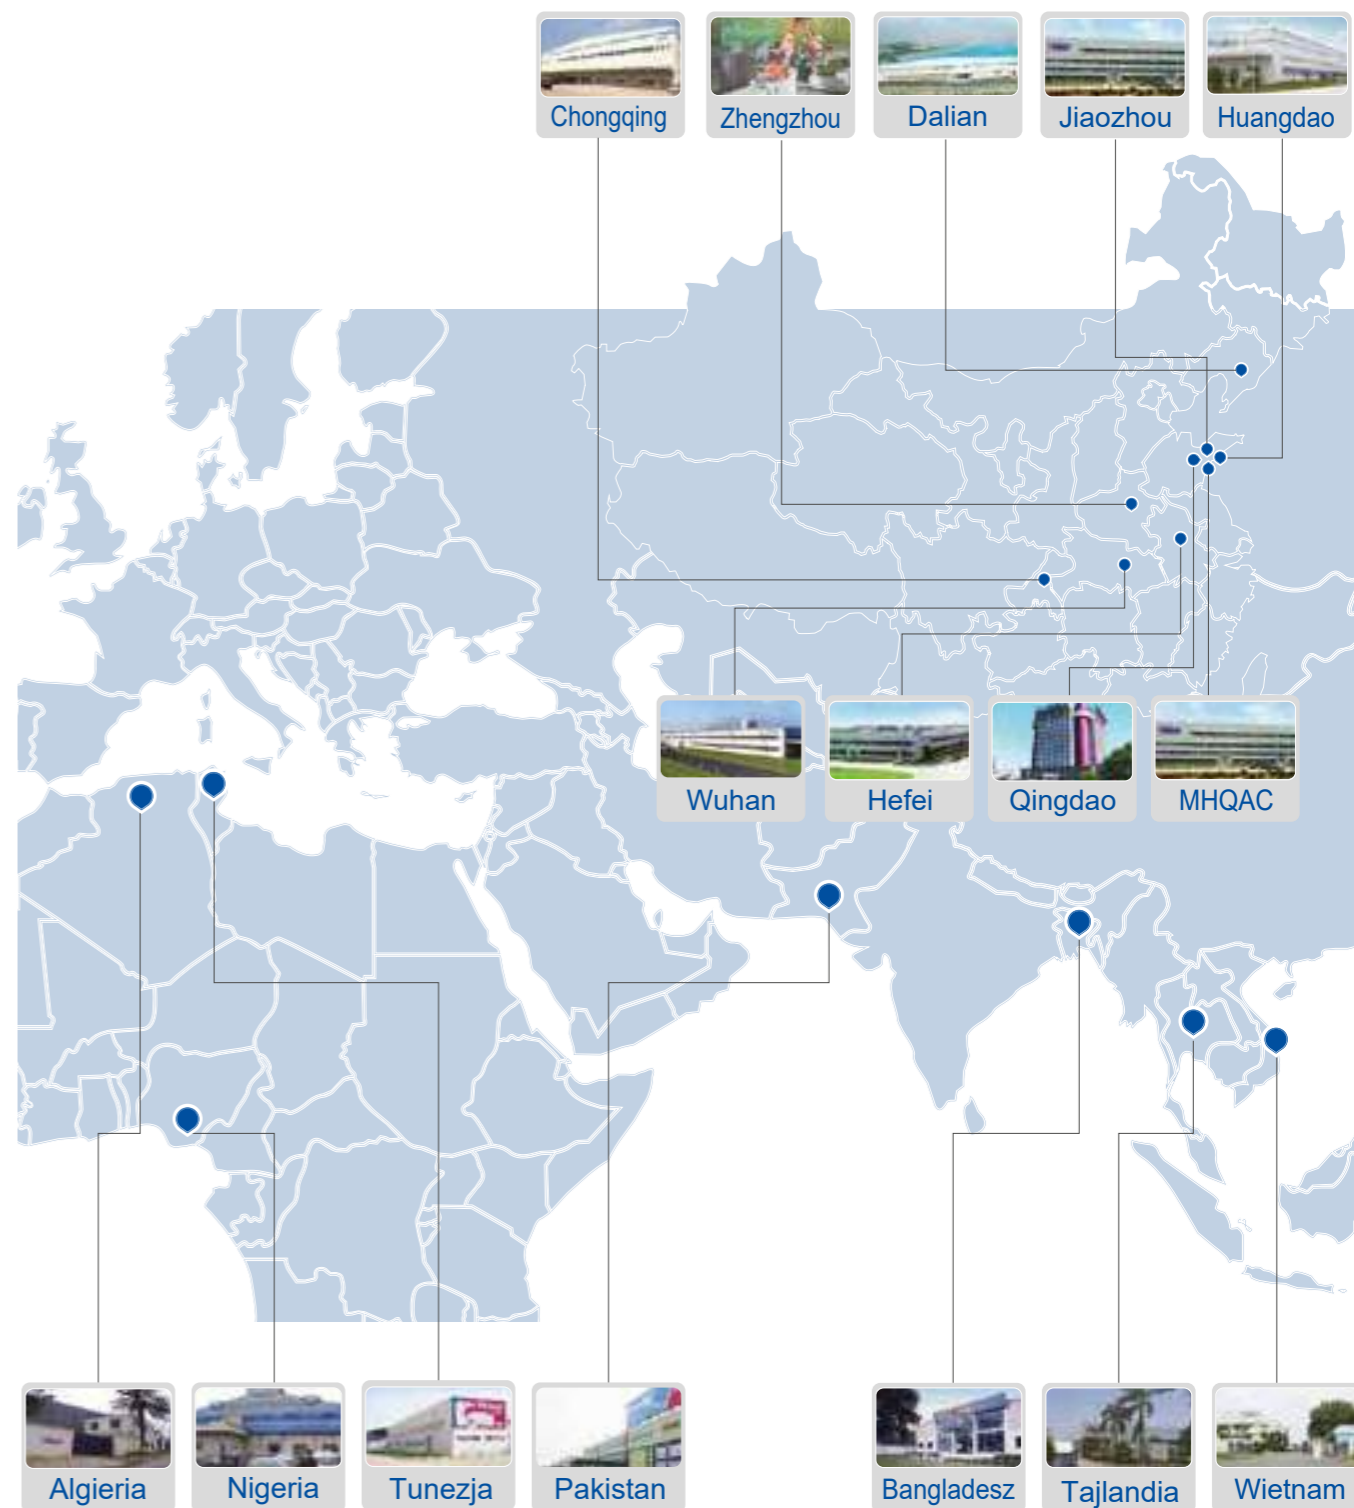 Chongqing
Zhengzhou
Dalian
Jiaozhou
Huangdao
Wuhan
Hefei
Qingdao
MHQAC
Algieria
Nigeria
Tunezja
Pakistan
Bangladesz
Tajlandia
Wietnam